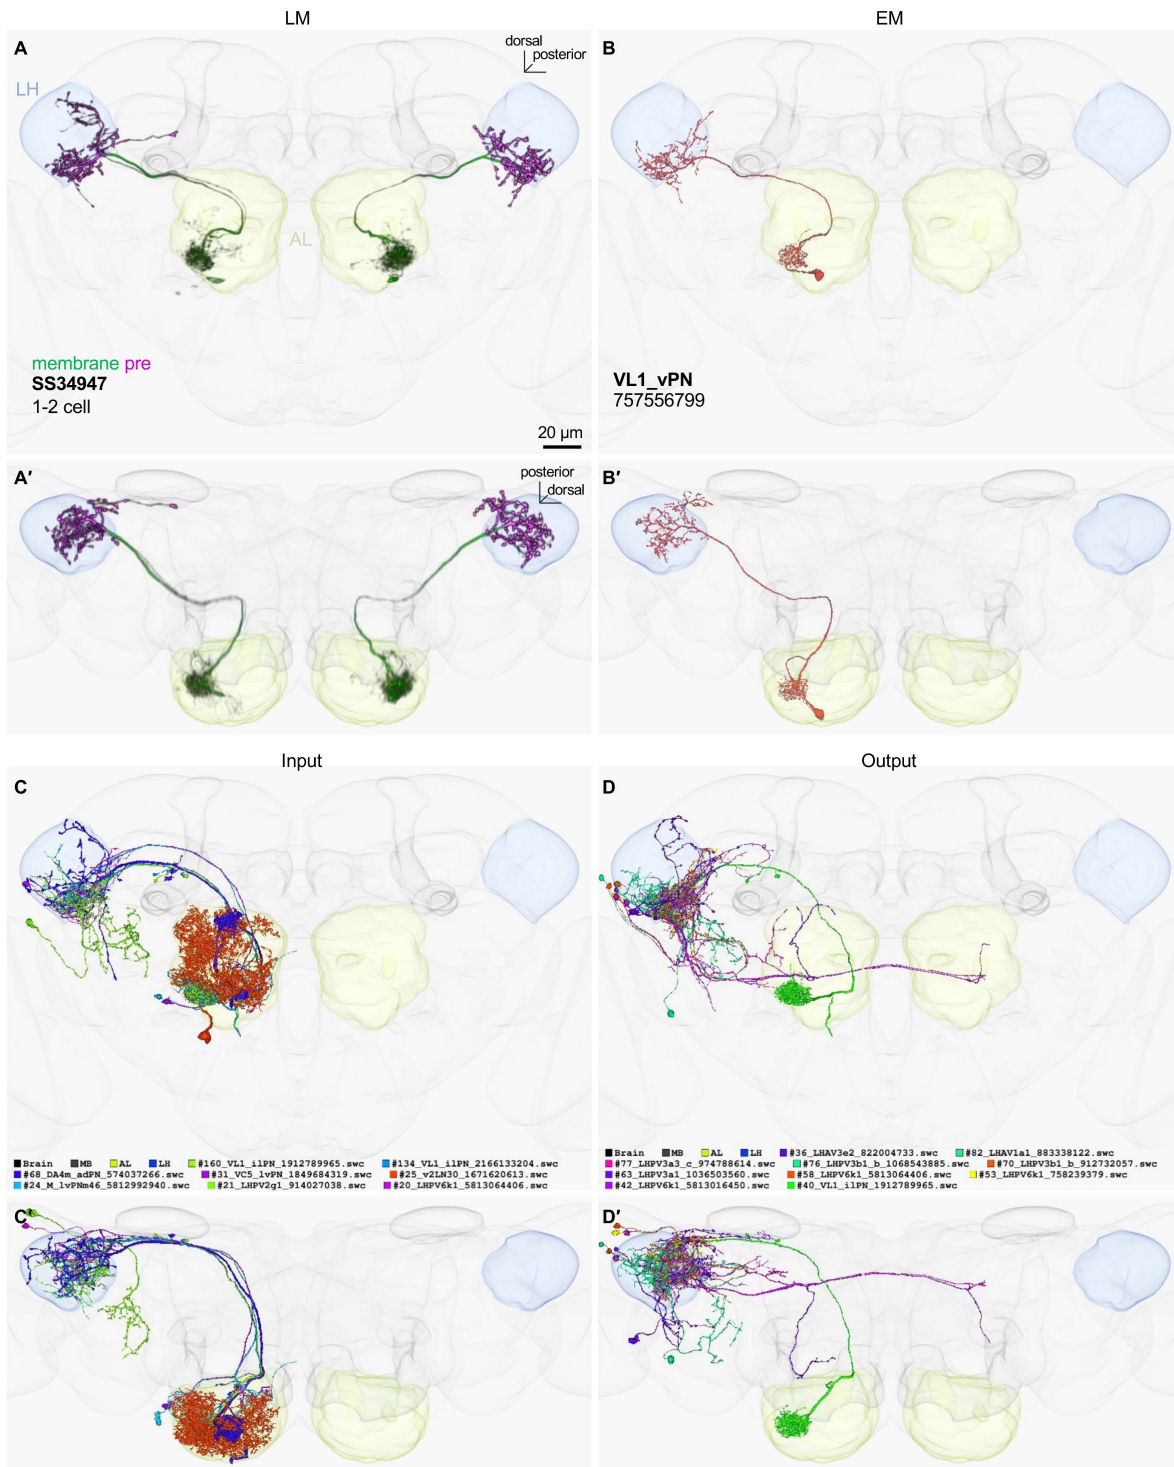 LM
EM
A
dorsal
posterior
LH
AL
membrane pre
SS34947
1-2 cell
20 µm
B
VL1_vPN
757556799
A′
posterior
dorsal
B′
Input
Output
C
Brain MB AL LH #160_VL1_ilPN_1912789965.swc #134_VL1_ilPN_2166133204.swc
#68_DA4m_adPN_574037266.swc #31_VC5_lvPN_1849684319.swc #25_v2LN30_1671620613.swc
#24_M_lvPNm46_5812992940.swc #21_LHPV2g1_914027038.swc #20_LHPV6k1_5813064406.swc
D
Brain MB AL LH #36_LHAV3e2_822004733.swc #82_LHAV1a1_883338122.swc
#77_LHPV3a3_c_974788614.swc #76_LHPV3b1_b_1068543885.swc #70_LHPV3b1_b_912732057.swc
#63_LHPV3a1_1036503560.swc #58_LHPV6k1_5813064406.swc #53_LHPV6k1_758239379.swc
#42_LHPV6k1_5813016450.swc #40_VL1_ilPN_1912789965.swc
C′
D′